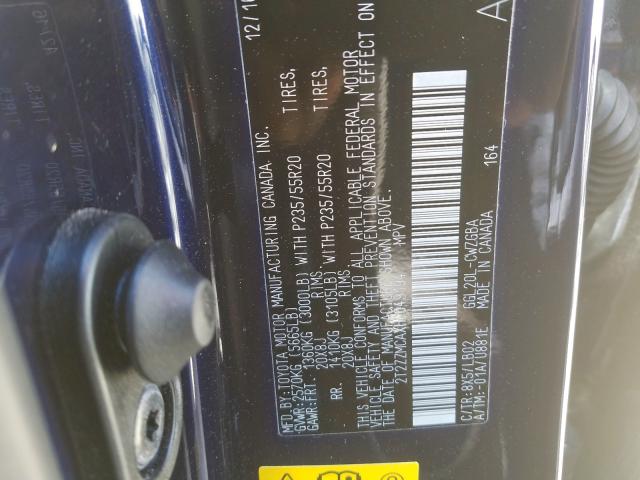 MFD. BY: TOYOTA MOTOR MANUFACTURING CANADA INC. 12/16
GVWR:2570KG (5665LB)
GAWR:FRT. 1360KG (3000LB) WITH P235/55R20 TIRES,
20X8J RIMS,
RR. 1410KG (3105LB) WITH P235/55R20 TIRES,
20X8J RIMS
THIS VEHICLE CONFORMS TO ALL APPLICABLE FEDERAL MOTOR
VEHICLE SAFETY AND THEFT PREVENTION STANDARDS IN EFFECT ON
THE DATE OF MANUFACTURE SHOWN ABOVE.
MPV
C/TR:8X5/LB02 GGL20L-CWZGBA
A/TM:-01A/U881E MADE IN CANADA
164
A